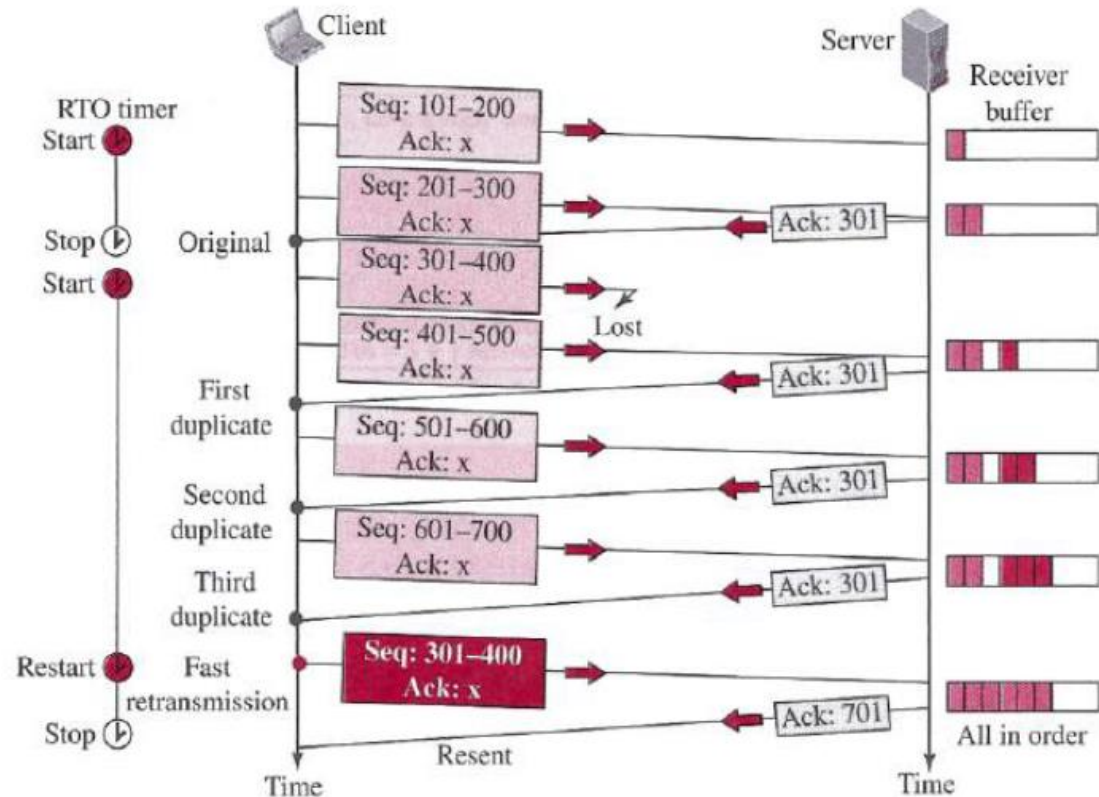 Client
Server
Receiver
buffer
RTO timer
Start
Seq: 101–200
Ack: x
Seq: 201–300
Ack: x
Ack: 301
Stop
Original
Start
Seq: 301–400
Ack: x
Lost
Seq: 401–500
Ack: x
Ack: 301
First
duplicate
Seq: 501–600
Ack: x
Ack: 301
Second
duplicate
Seq: 601–700
Ack: x
Ack: 301
Third
duplicate
Restart
Fast
retransmission
Seq: 301–400
Ack: x
Ack: 701
Stop
Resent
All in order
Time
Time